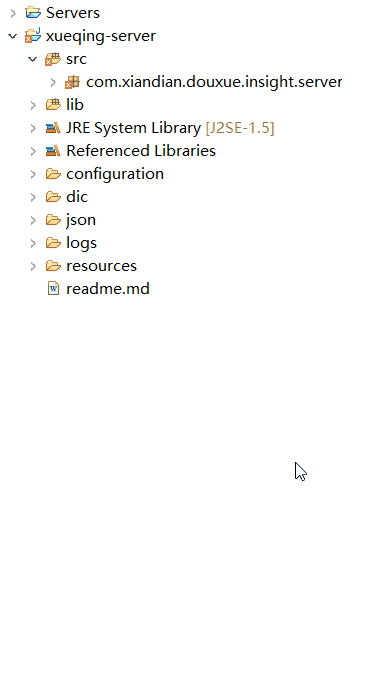 Servers
xueqing-server
src
com.xiandian.douxue.insight.server
lib
JRE System Library [J2SE-1.5]
Referenced Libraries
configuration
dic
json
logs
resources
readme.md